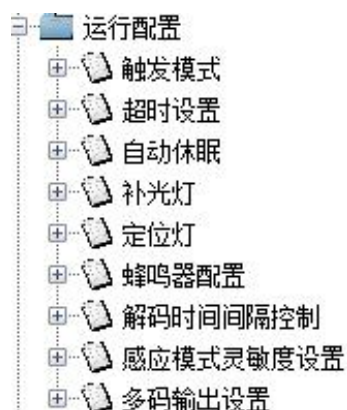 运行配置
触发模式
超时设置
自动休眠
补光灯
定位灯
蜂鸣器配置
解码时间间隔控制
感应模式灵敏度设置
多码输出设置